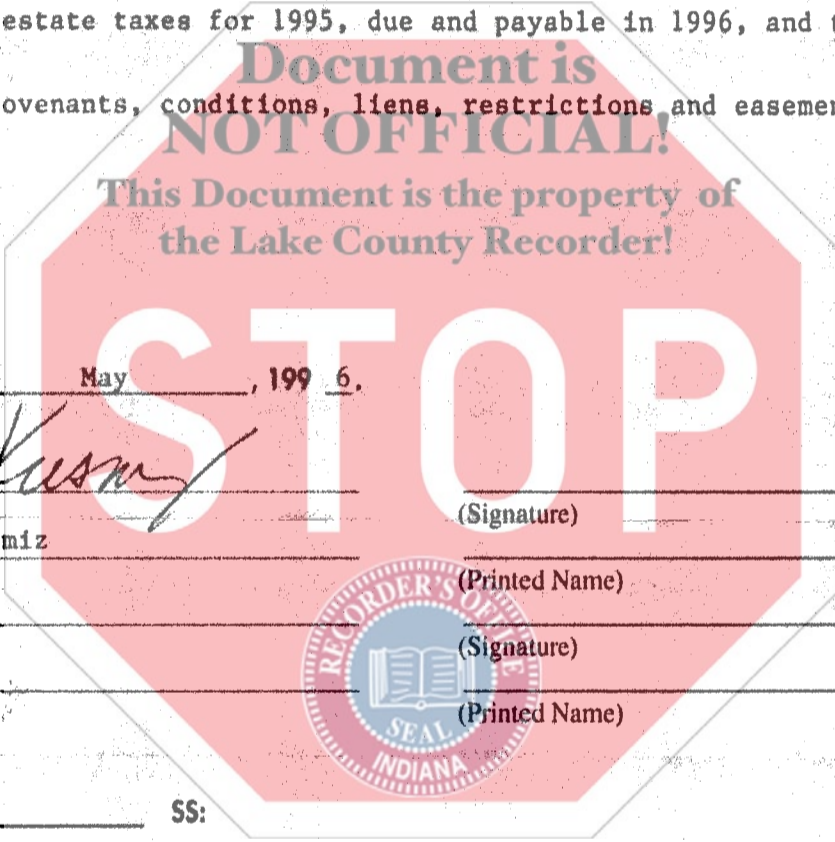 estate taxes for 1995, due and payable in 1996, and
Document is
ovenants, conditions, liens, restrictions and easemen
NOT OFFICIAL!
This Document is the property of
the Lake County Recorder!
STOP
May , 199 6.
(Signature)
miz
(Printed Name)
(Signature)
(Printed Name)
RECORDER'S OFFICE
SEAL
INDIANA
SS: